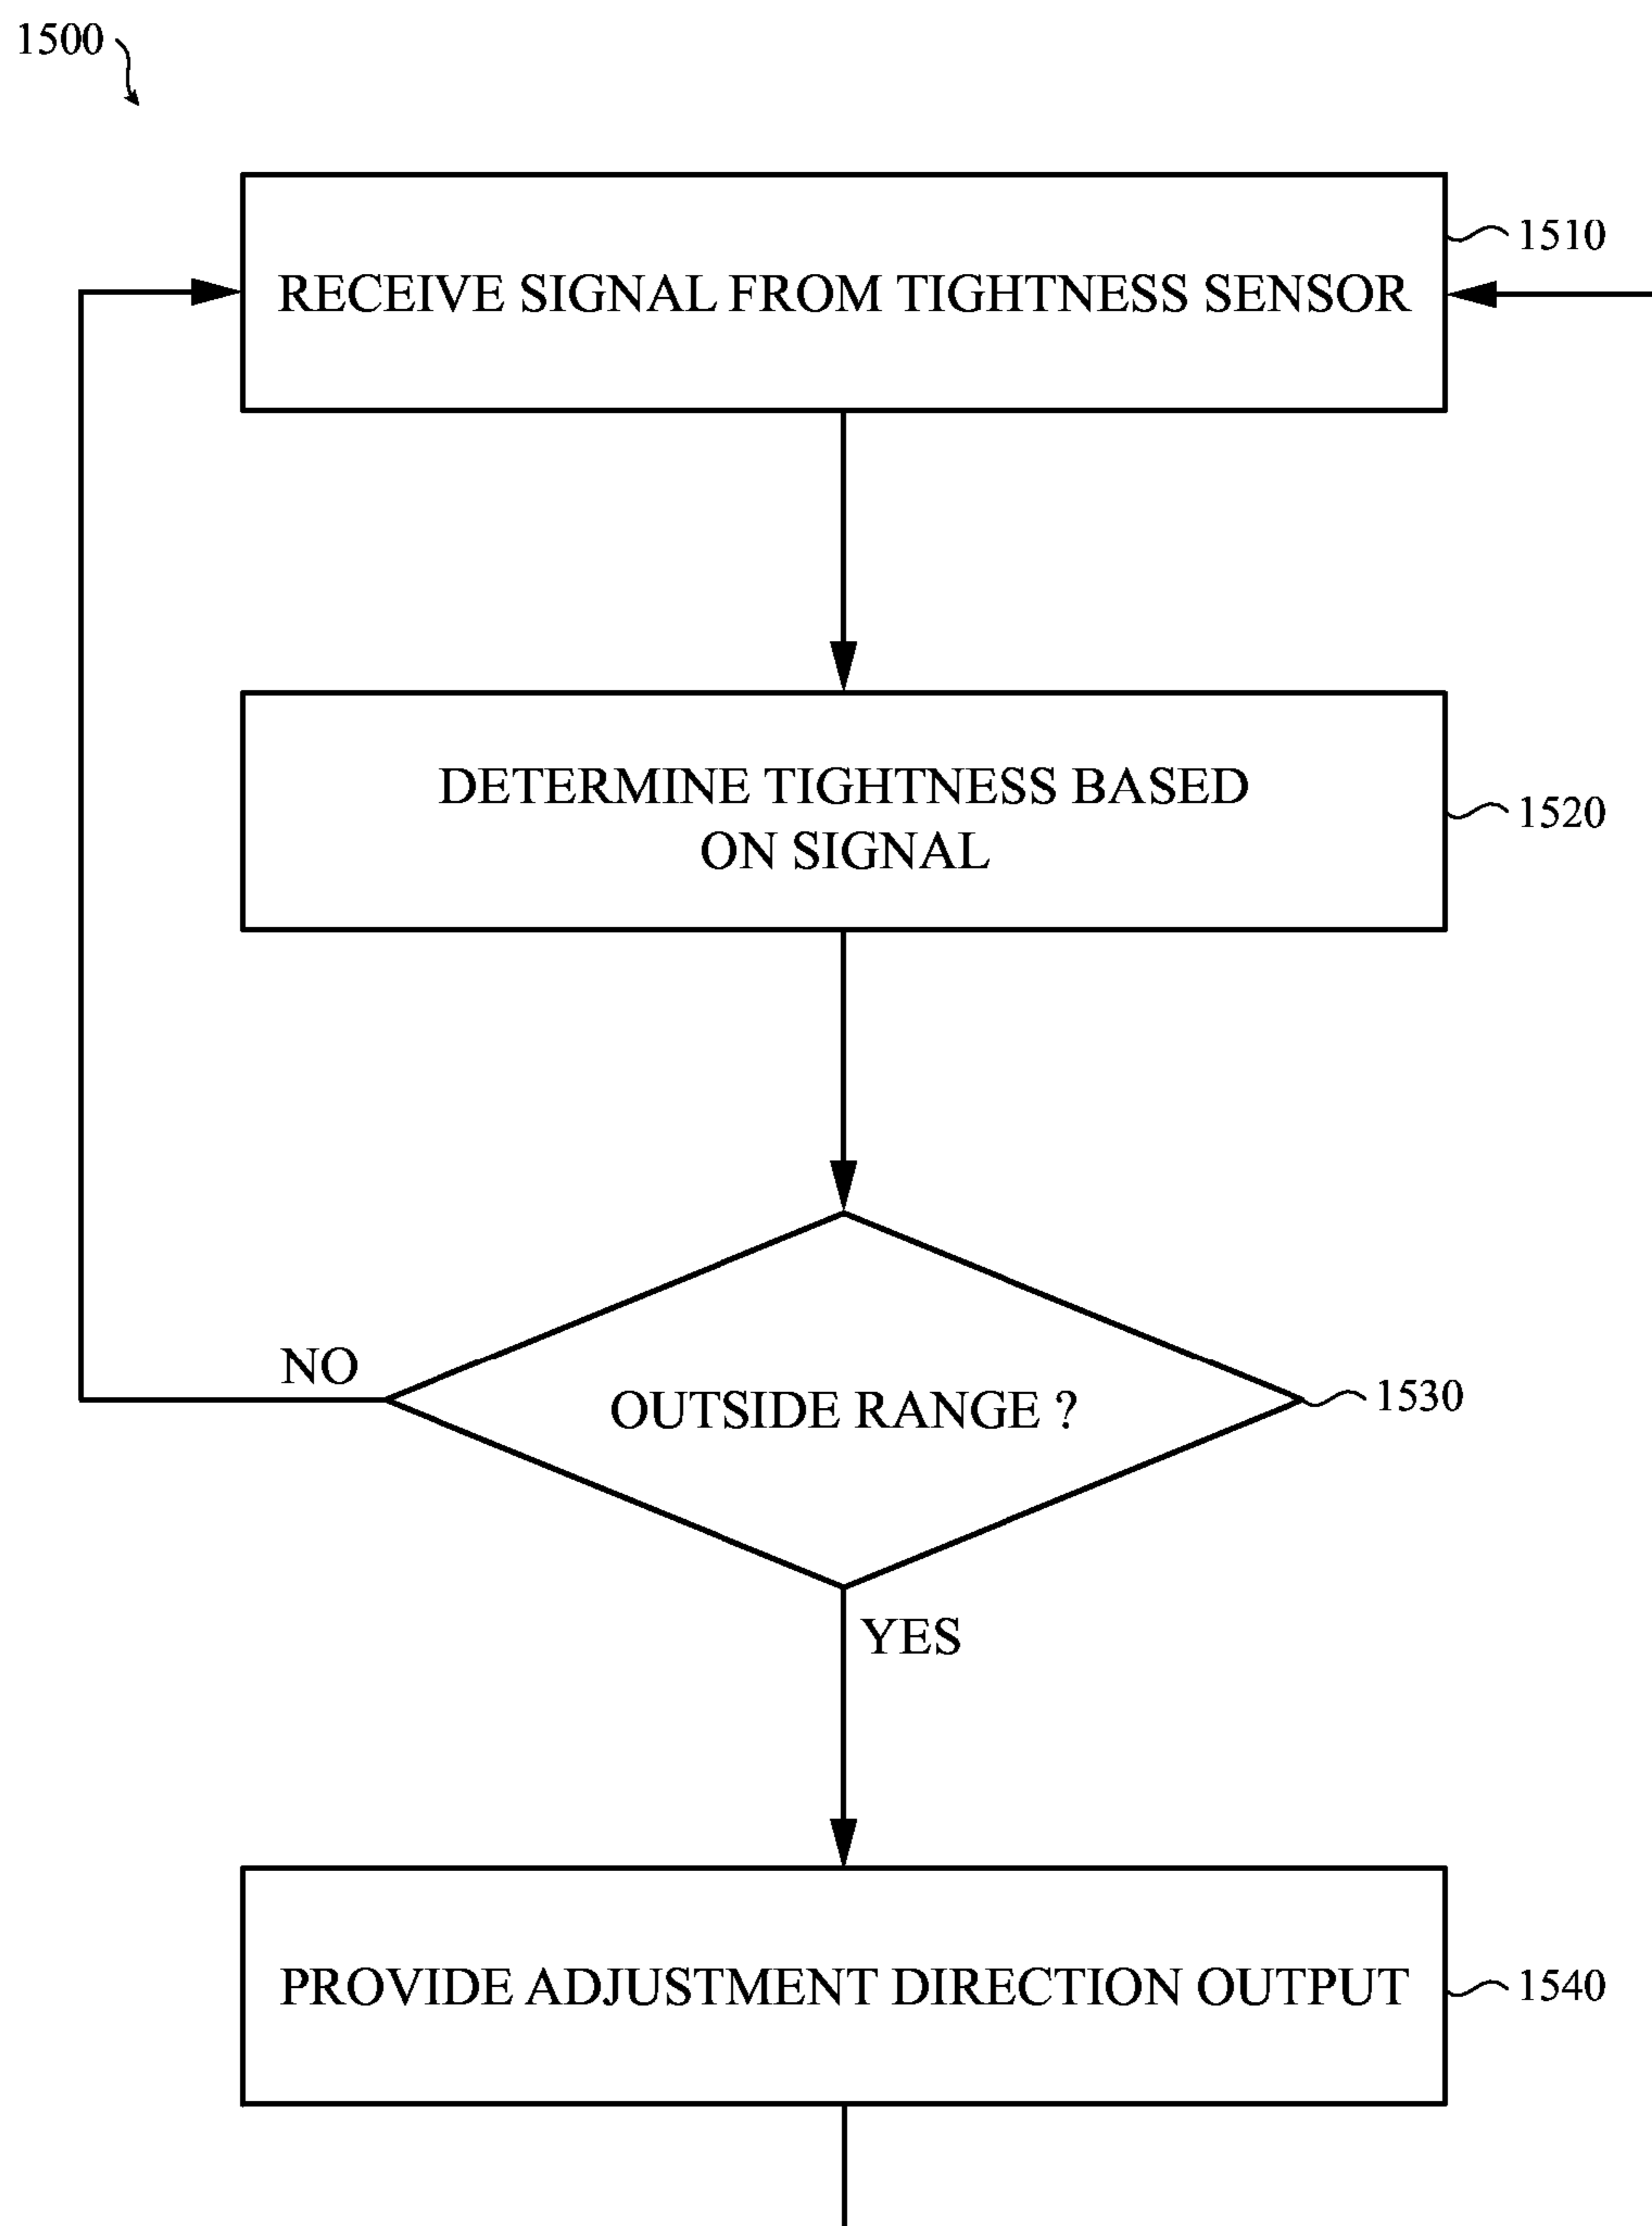 1500
RECEIVE SIGNAL FROM TIGHTNESS SENSOR
1510
DETERMINE TIGHTNESS BASED
ON SIGNAL
1520
NO
OUTSIDE RANGE ?
1530
YES
PROVIDE ADJUSTMENT DIRECTION OUTPUT
1540